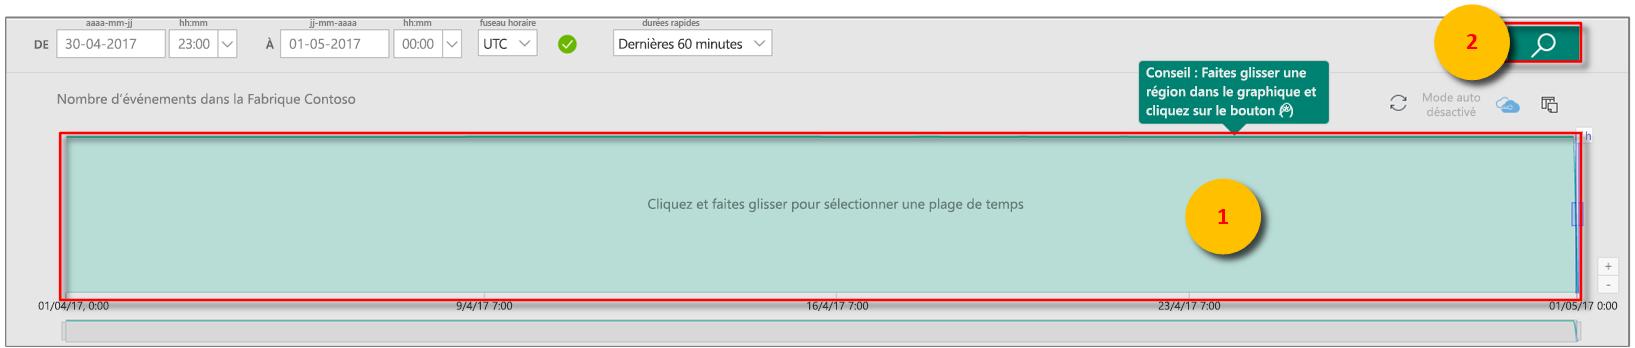 aaaa-mm-jj hh:mm jj-mm-aaaa hh:mm fuseau horaire durées rapides
DE 30-04-2017 23:00 À 01-05-2017 00:00 UTC Dernières 60 minutes
2
Conseil : Faites glisser une
région dans le graphique et
cliquez sur le bouton ()
Nombre d'événements dans la Fabrique Contoso
Mode auto
désactivé
h
Cliquez et faites glisser pour sélectionner une plage de temps
1
+
-
01/04/17, 0:00 9/4/17 7:00 16/4/17 7:00 23/4/17 7:00 01/05/17 0:00